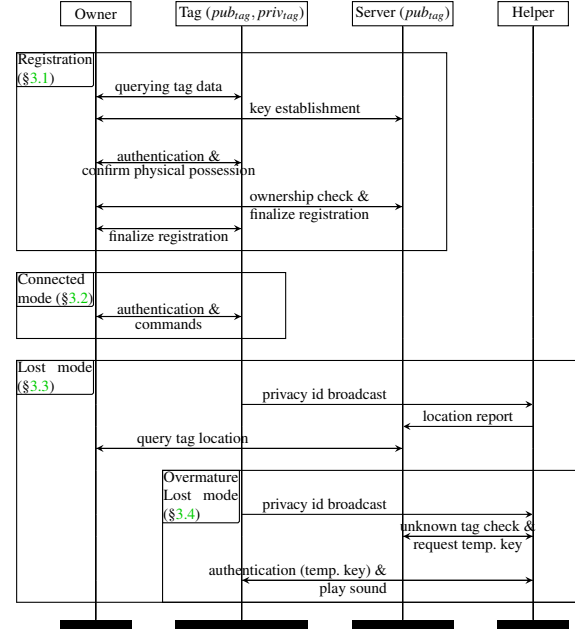 Owner
Tag (pub_tag, priv_tag)
Server (pub_tag)
Helper
Registration
(§3.1)
querying tag data
key establishment
authentication &
confirm physical possession
ownership check &
finalize registration
finalize registration
Connected
mode (§3.2)
authentication &
commands
Lost mode
(§3.3)
privacy id broadcast
location report
query tag location
Overmature
Lost mode
(§3.4)
privacy id broadcast
unknown tag check &
request temp. key
authentication (temp. key) &
play sound